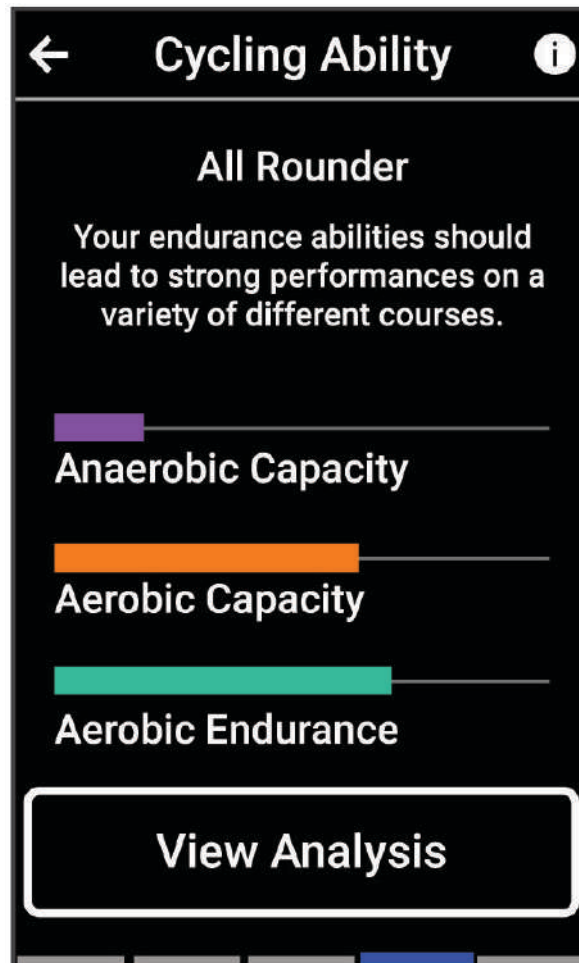 Cycling Ability
i
All Rounder
Your endurance abilities should
lead to strong performances on a
variety of different courses.
Anaerobic Capacity
Aerobic Capacity
Aerobic Endurance
View Analysis